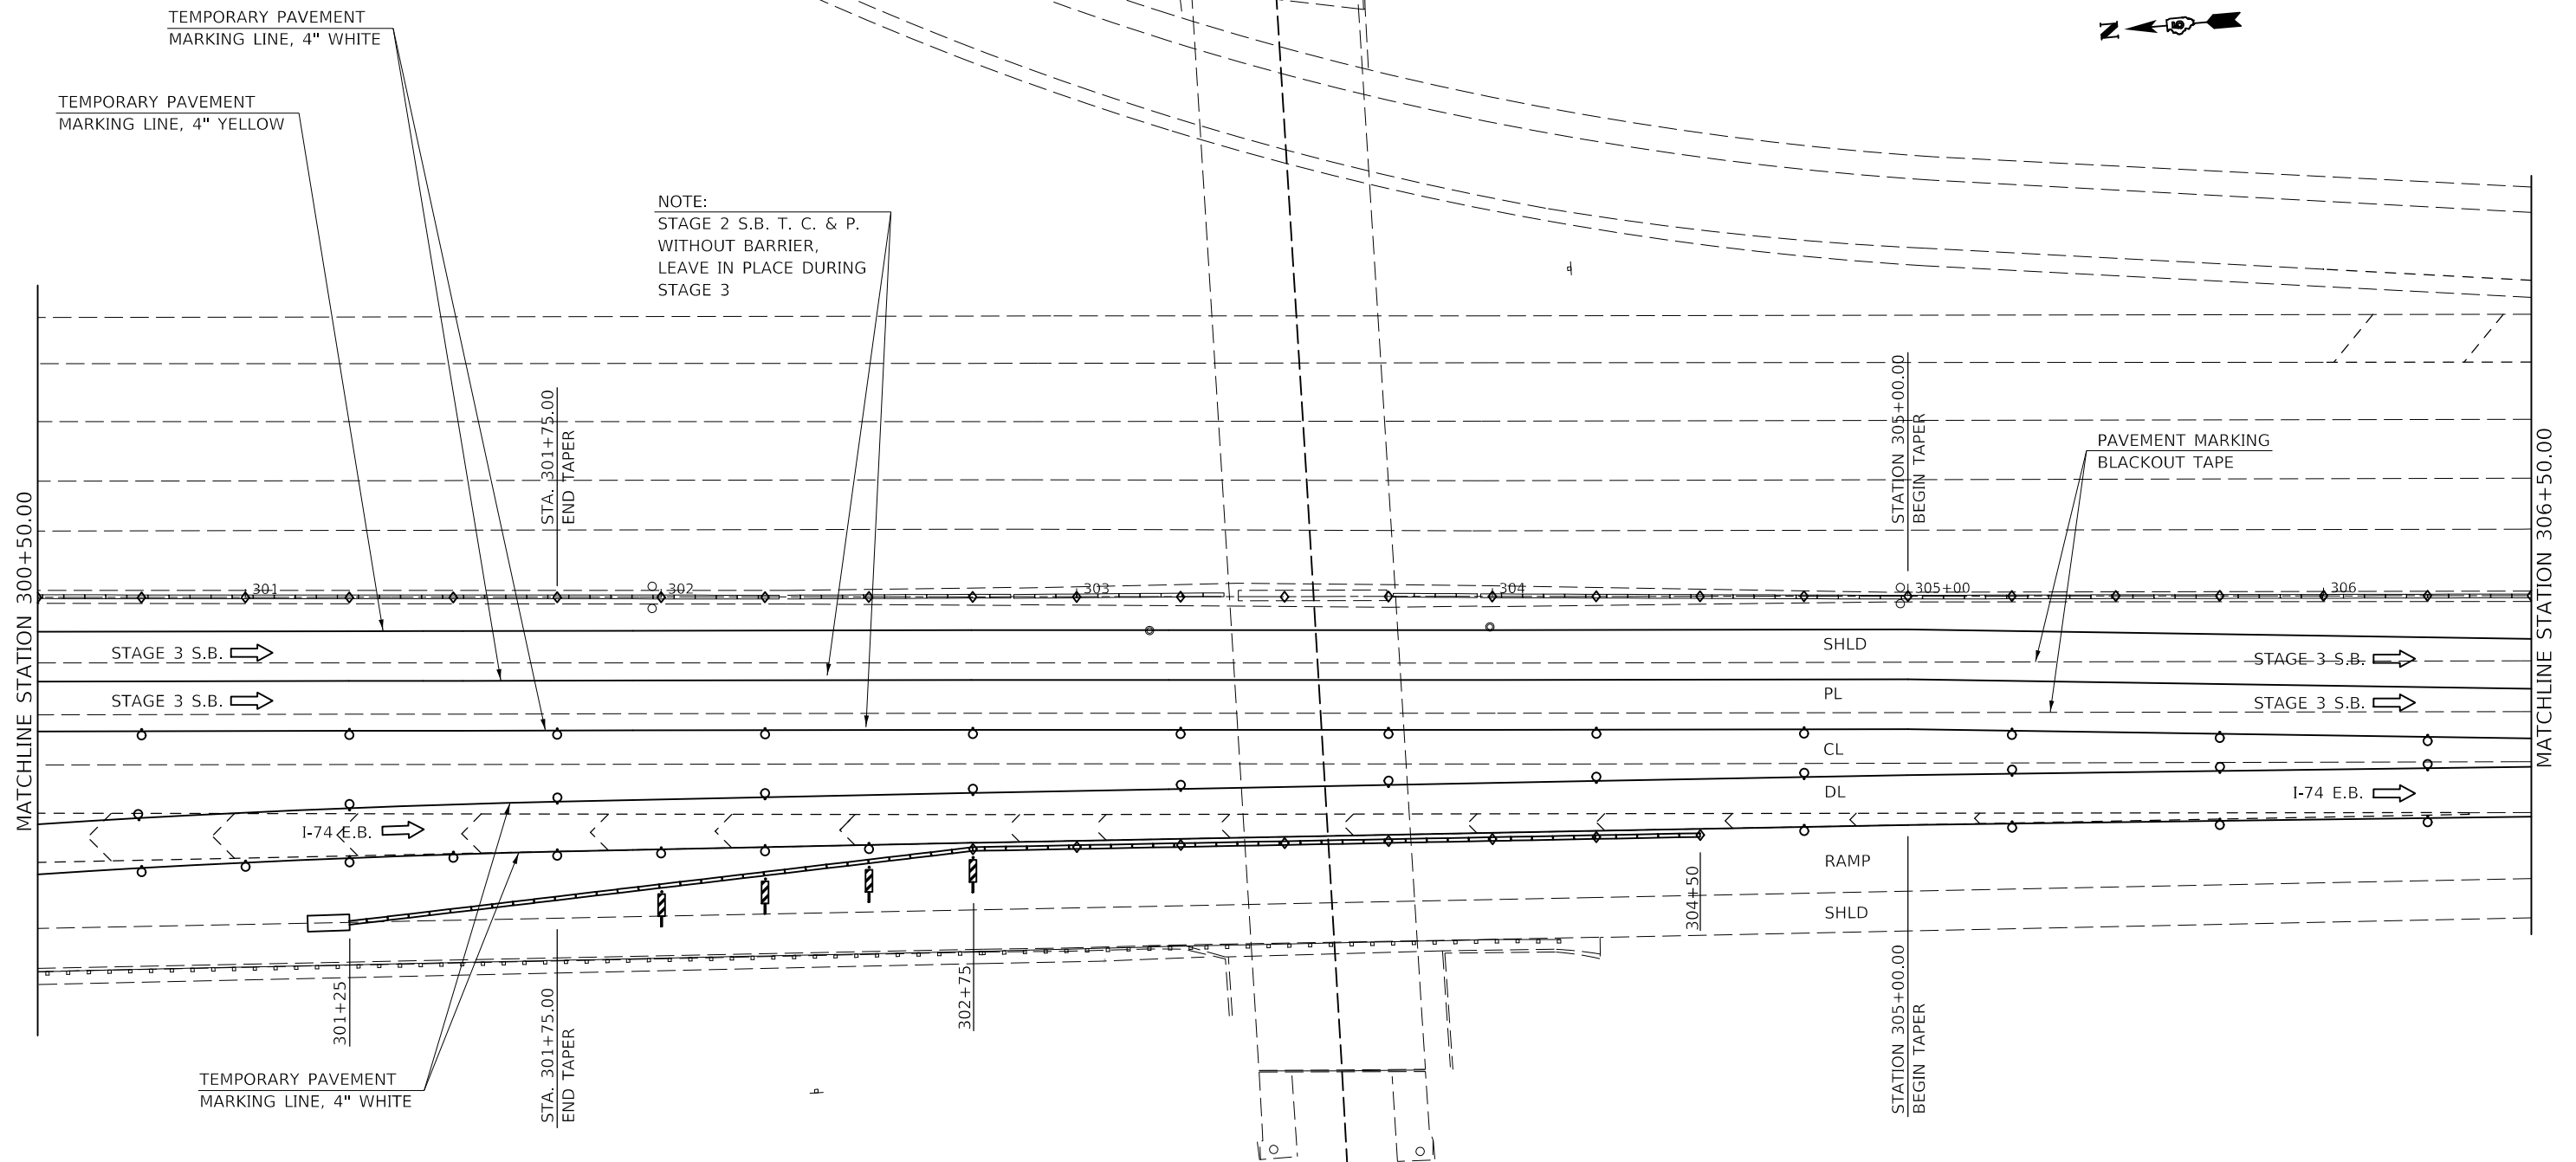 TEMPORARY PAVEMENT
MARKING LINE, 4" WHITE
N
TEMPORARY PAVEMENT
MARKING LINE, 4" YELLOW
NOTE:
STAGE 2 S.B. T. C. & P.
WITHOUT BARRIER,
LEAVE IN PLACE DURING
STAGE 3
STA. 301+75.00
END TAPER
STATION 305+00.00
BEGIN TAPER
PAVEMENT MARKING
BLACKOUT TAPE
MATCHLINE STATION 300+50.00
MATCHLINE STATION 306+50.00
301
302
303
304
305+00
306
SHLD
STAGE 3 S.B.
STAGE 3 S.B.
PL
STAGE 3 S.B.
STAGE 3 S.B.
CL
DL
I-74 E.B.
I-74 E.B.
RAMP
SHLD
304+50
301+25
302+75
STA. 301+75.00
END TAPER
STATION 305+00.00
BEGIN TAPER
TEMPORARY PAVEMENT
MARKING LINE, 4" WHITE